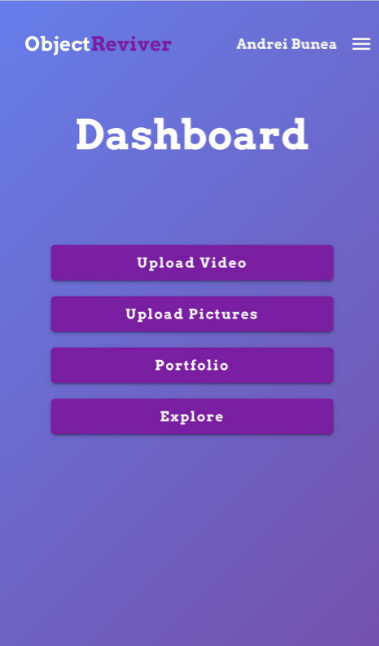 ObjectReviver Andrei Bunea
Dashboard
Upload Video
Upload Pictures
Portfolio
Explore